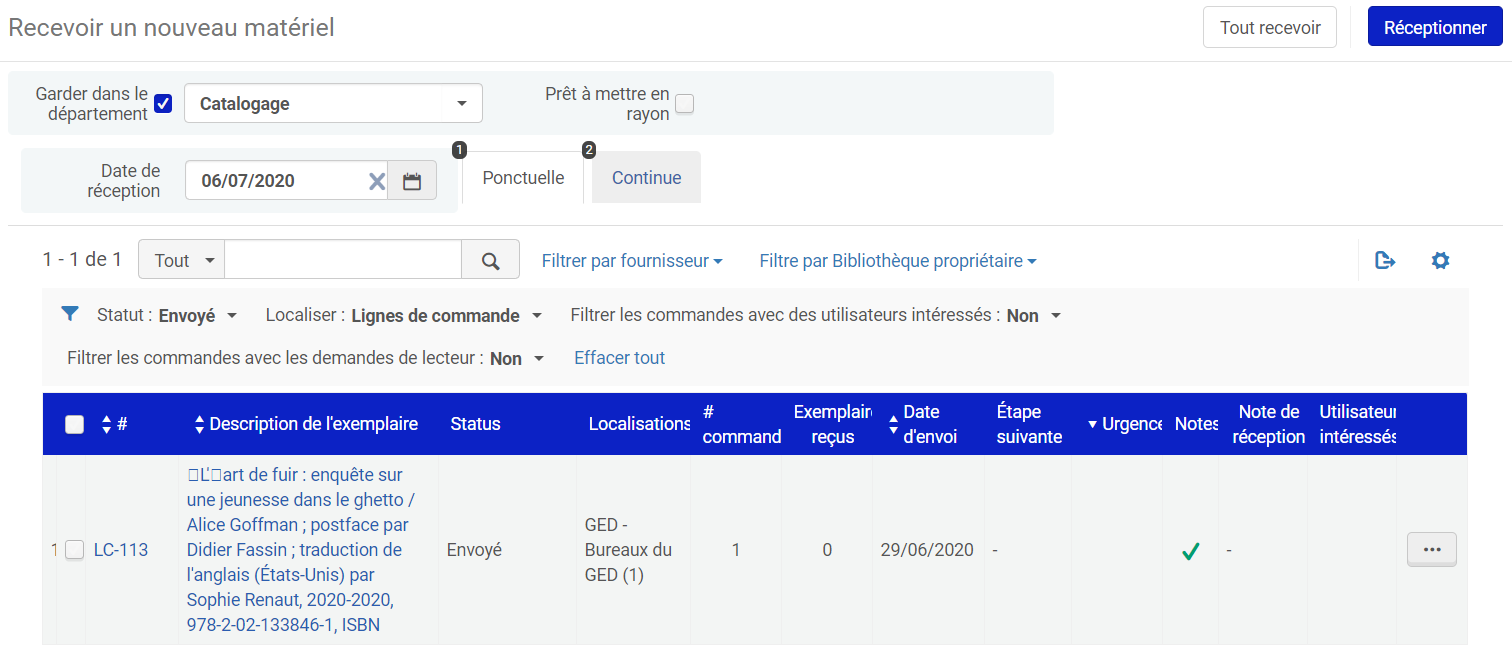 Recevoir un nouveau matériel
Tout recevoir
Réceptionner
Garder dans le
département
Catalogage
Prêt à mettre en
rayon
Date de
réception
06/07/2020
1
Ponctuelle
2
Continue
1 - 1 de 1
Tout
Filtrer par fournisseur
Filtre par Bibliothèque propriétaire
Statut : Envoyé
Localiser : Lignes de commande
Filtrer les commandes avec des utilisateurs intéressés : Non
Filtrer les commandes avec les demandes de lecteur : Non
Effacer tout
#
Description de l'exemplaire
Status
Localisations
#
command
Exemplair
reçus
Date
d'envoi
Étape
suivante
Urgence
Notes
Note de
réception
Utilisateur
intéressés
1
LC-113
L'art de fuir : enquête sur
une jeunesse dans le ghetto /
Alice Goffman ; postface par
Didier Fassin ; traduction de
l'anglais (États-Unis) par
Sophie Renaut, 2020-2020,
978-2-02-133846-1, ISBN
Envoyé
GED -
Bureaux du
GED (1)
1
0
29/06/2020
-
-